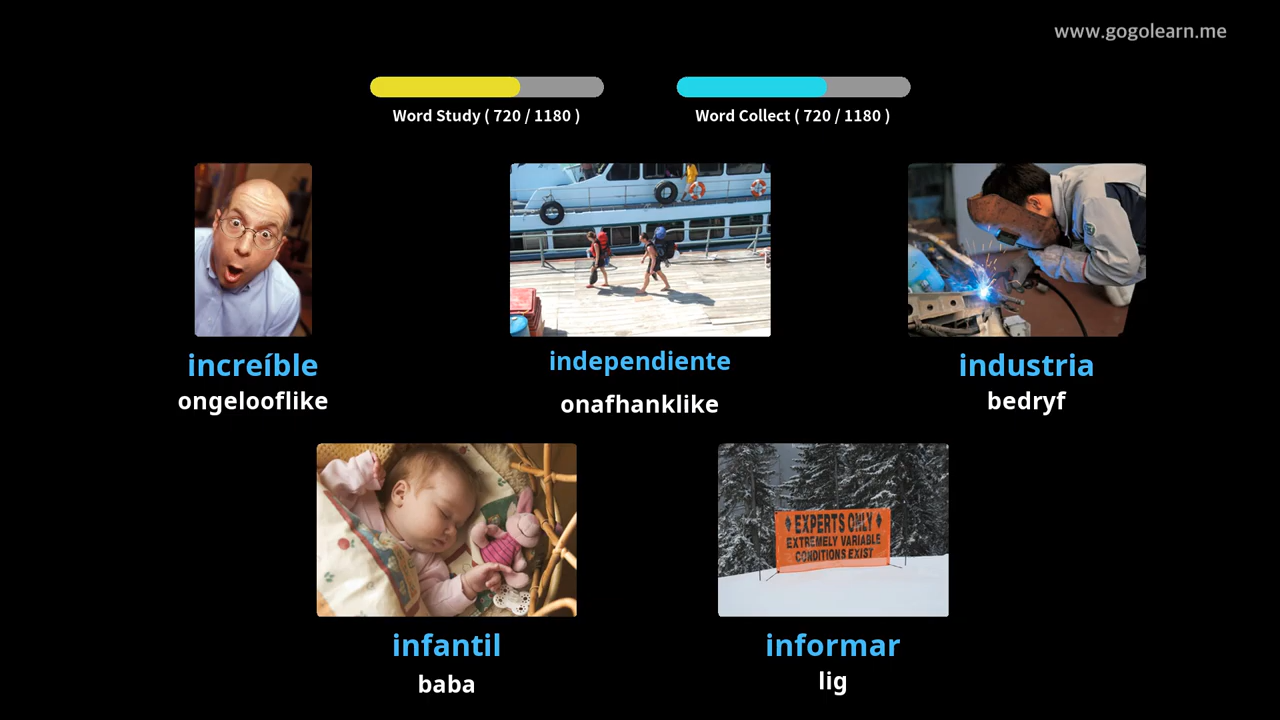 www.gogolearn.me
Word Study ( 720 / 1180 )
Word Collect ( 720 / 1180 )
increíble
ongelooflike
independiente
onafhanklike
industria
bedryf
EXPERTS ONLY
EXTREMELY VARIABLE
CONDITIONS EXIST
infantil
baba
informar
lig